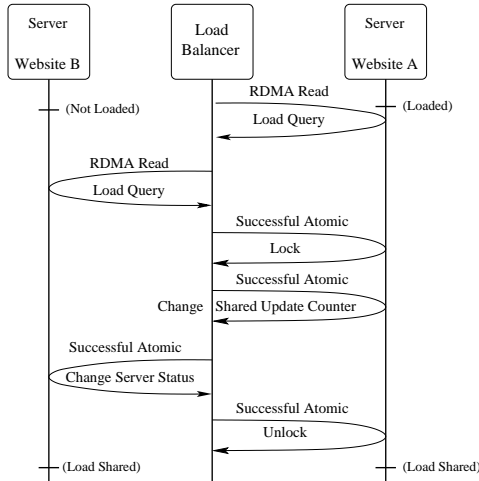 Server
Website B
Load
Balancer
Server
Website A
RDMA Read
(Not Loaded)
(Loaded)
Load Query
RDMA Read
Load Query
Successful Atomic
Lock
Successful Atomic
Change Shared Update Counter
Successful Atomic
Change Server Status
Successful Atomic
Unlock
(Load Shared)
(Load Shared)